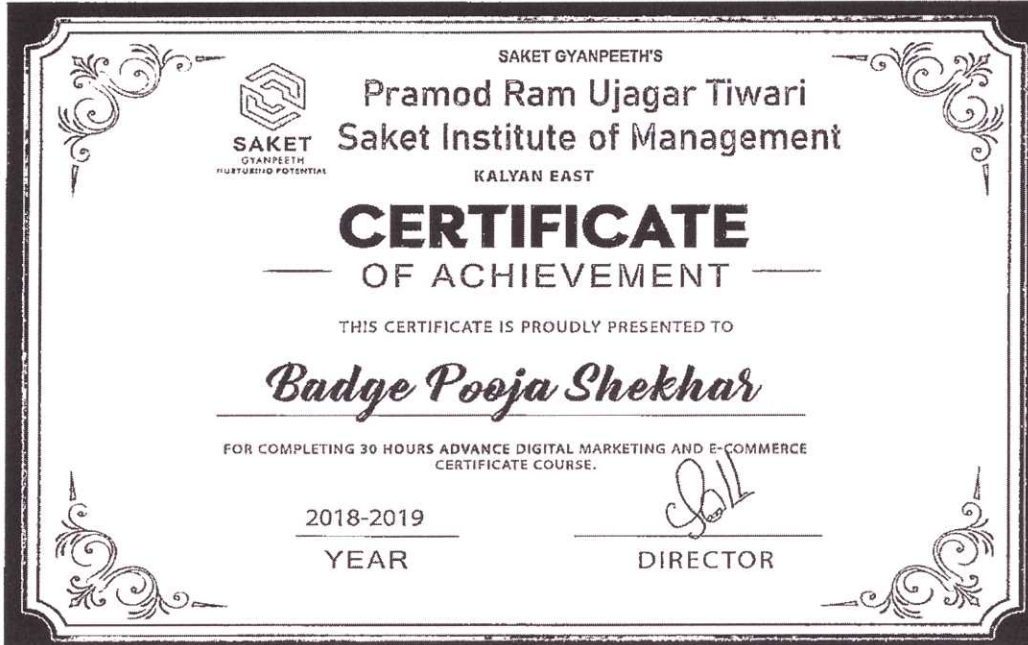 SAKET GYANPEETH'S
Pramod Ram Ujagar Tiwari
Saket Institute of Management
KALYAN EAST
SAKET
GYANPEETH
NURTURING POTENTIAL
CERTIFICATE
OF ACHIEVEMENT
THIS CERTIFICATE IS PROUDLY PRESENTED TO
Badge Pooja Shekhar
FOR COMPLETING 30 HOURS ADVANCE DIGITAL MARKETING AND E-COMMERCE
CERTIFICATE COURSE.
2018-2019
YEAR
DIRECTOR